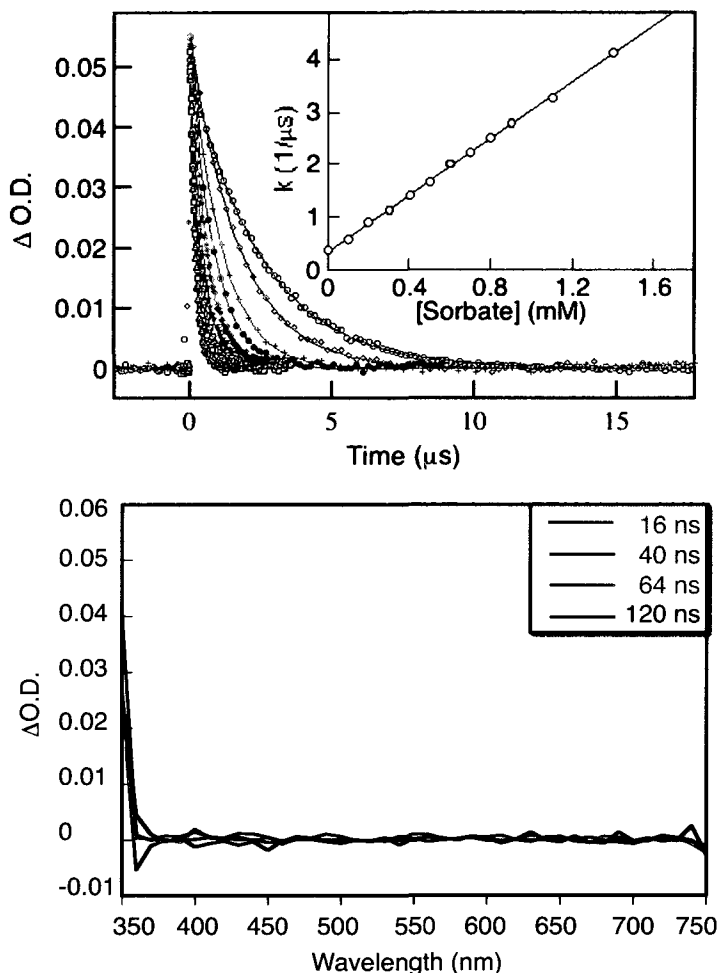 0.05
0.04
0.03
0.02
0.01
0
Δ O.D.
0
5
10
15
Time (μs)
4
3
2
1
0
k (1/μs)
0
0.4
0.8
1.2
1.6
[Sorbate] (mM)
0.06
0.05
0.04
0.03
0.02
0.01
0
-0.01
ΔO.D.
16 ns
40 ns
64 ns
120 ns
350 400 450 500 550 600 650 700 750
Wavelength (nm)